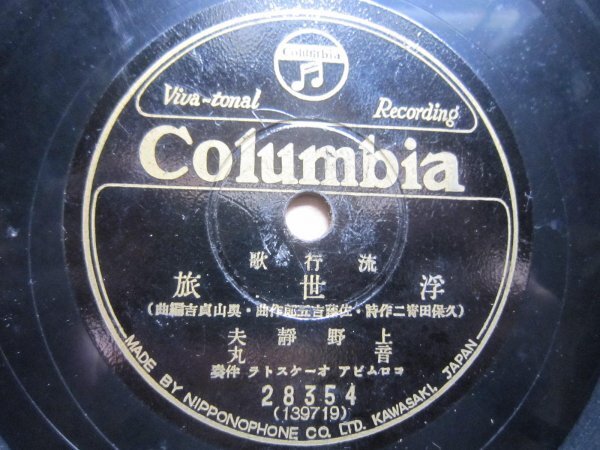 Columbia
Viva-tonal Recording
Columbia
流行歌
浮世旅
(久保田宵二作詩・佐藤吉五郎作曲・奥山貞吉編曲)
上野靜夫
音丸
コロムビア オーケストラ 伴奏
28354
(139719)
MADE BY NIPPONOPHONE CO. LTD. KAWASAKI, JAPAN